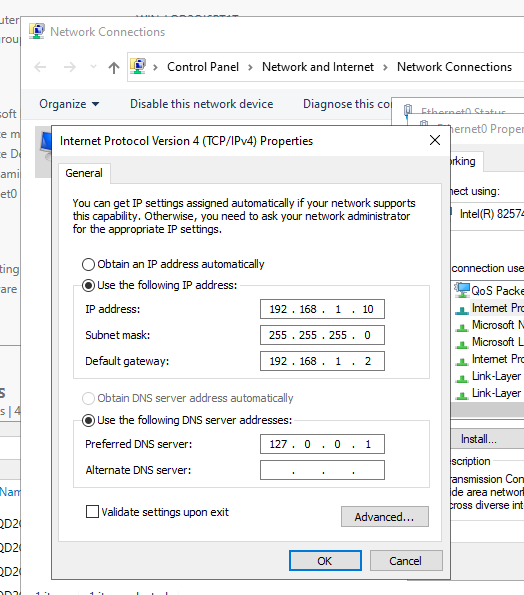 Network Connections
Control Panel
Network and Internet
Network Connections
Organize
Disable this network device
Diagnose this co
Ethernet0 Status
Ethernet0 Prope
Internet Protocol Version 4 (TCP/IPv4) Properties
General
You can get IP settings assigned automatically if your network supports
this capability. Otherwise, you need to ask your network administrator
for the appropriate IP settings.
Obtain an IP address automatically
Use the following IP address:
IP address: 192 . 168 . 1 . 10
Subnet mask: 255 . 255 . 255 . 0
Default gateway: 192 . 168 . 1 . 2
Obtain DNS server address automatically
Use the following DNS server addresses:
Preferred DNS server: 127 . 0 . 0 . 1
Alternate DNS server: . . .
Validate settings upon exit
Advanced...
OK
Cancel
rking
nect using:
Intel(R) 82574
connection use
QoS Packe
Internet Pro
Microsoft N
Microsoft L
Internet Pro
Link-Layer
Link-Layer
Install...
escription
ansmission Con
ide area netwo
cross diverse int